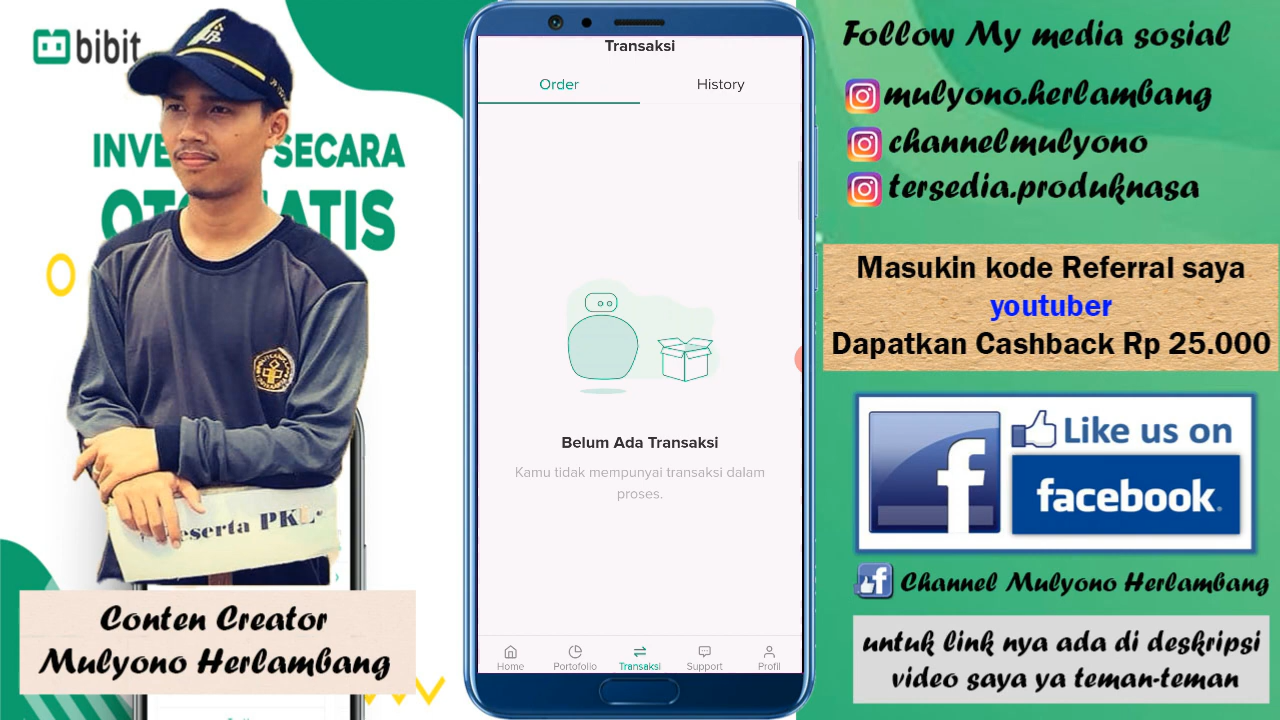 bibit
SECARA
Conten Creator
Mulyono Herlambang
Transaksi
Order
History
Belum Ada Transaksi
Kamu tidak mempunyai transaksi dalam
proses.
Home
Portofolio
Transaksi
Support
Profil
Follow My media sosial
mulyono.herlambang
channelmulyono
tersedia.produknasa
Masukin kode Referral saya
youtuber
Dapatkan Cashback Rp 25.000
Like us on
facebook.
Channel Mulyono Herlambang
untuk link nya ada di deskripsi
video saya ya teman-teman